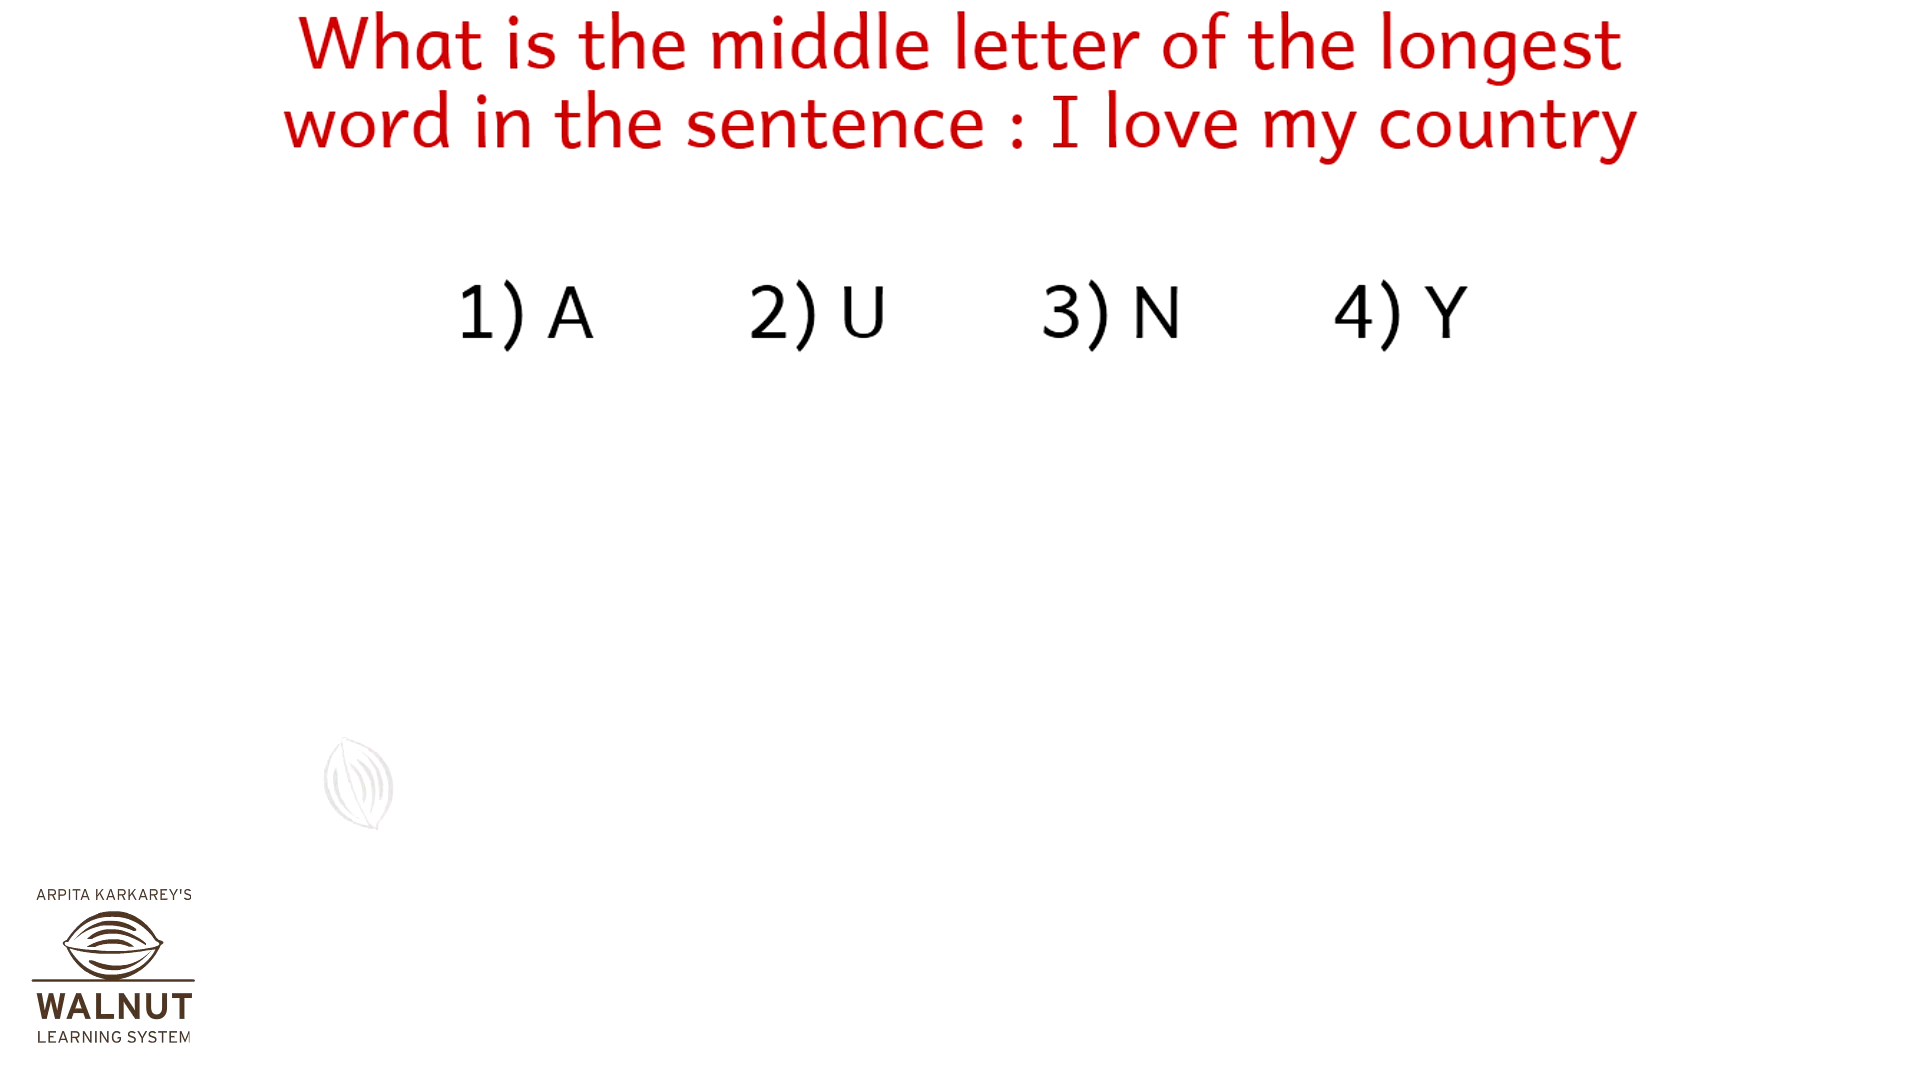 What is the middle letter of the longest
word in the sentence : I love my country
1) A 2) U 3) N 4) Y
ARPITA KARKAREY'S
WALNUT
LEARNING SYSTEM